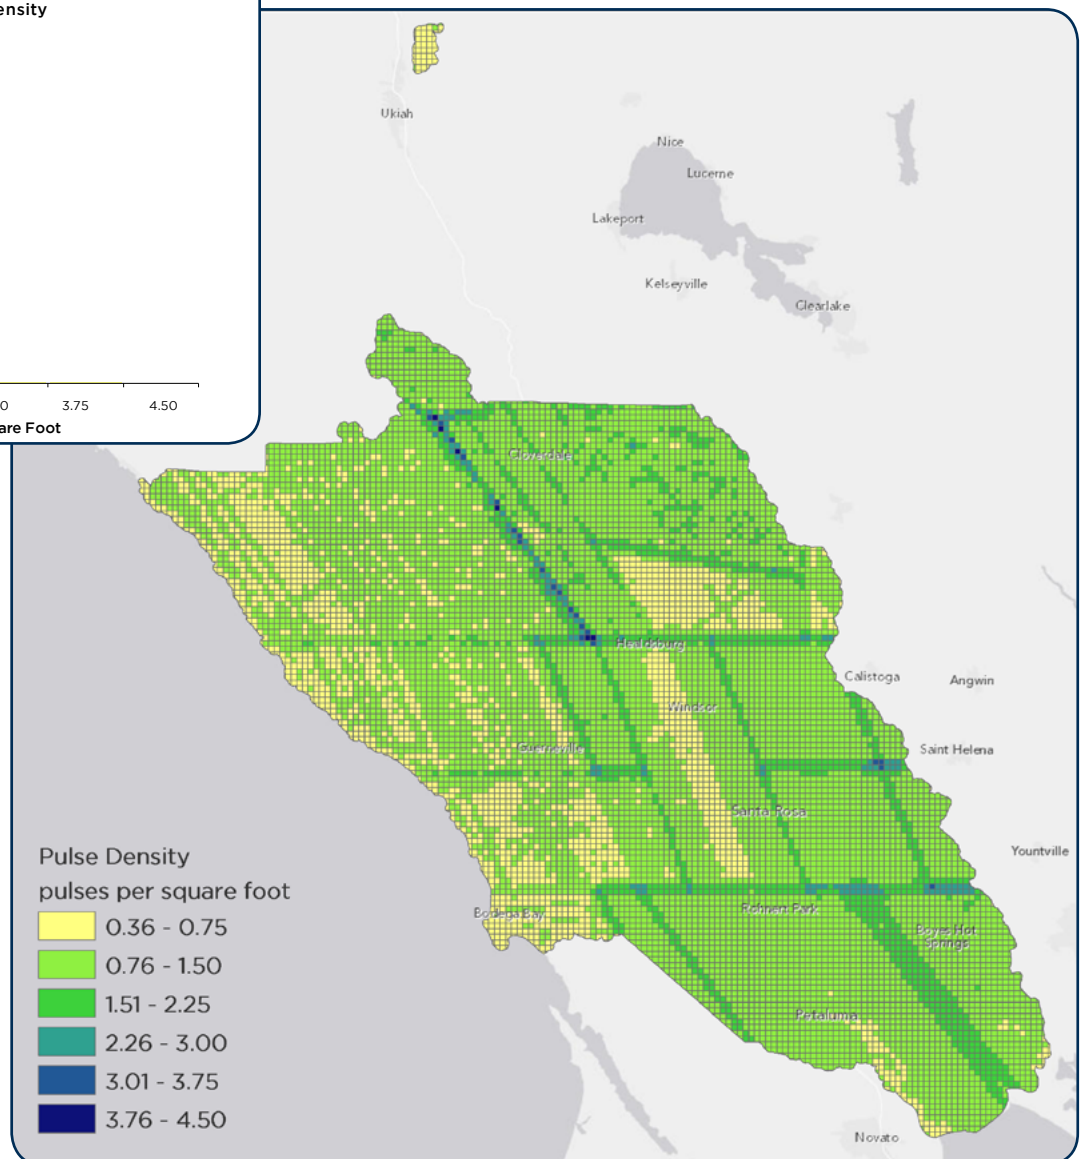 ensity
0 3.75 4.50
are Foot
Ukiah
Nice
Lucerne
Lakeport
Kelseyville
Clearlake
Cloverdale
Healdsburg
Calistoga
Angwin
Windsor
Guerneville
Saint Helena
Santa Rosa
Yountville
Rohnert Park
Bodega Bay
Boyes Hot
Springs
Petaluma
Novato
Pulse Density
pulses per square foot
0.36 - 0.75
0.76 - 1.50
1.51 - 2.25
2.26 - 3.00
3.01 - 3.75
3.76 - 4.50